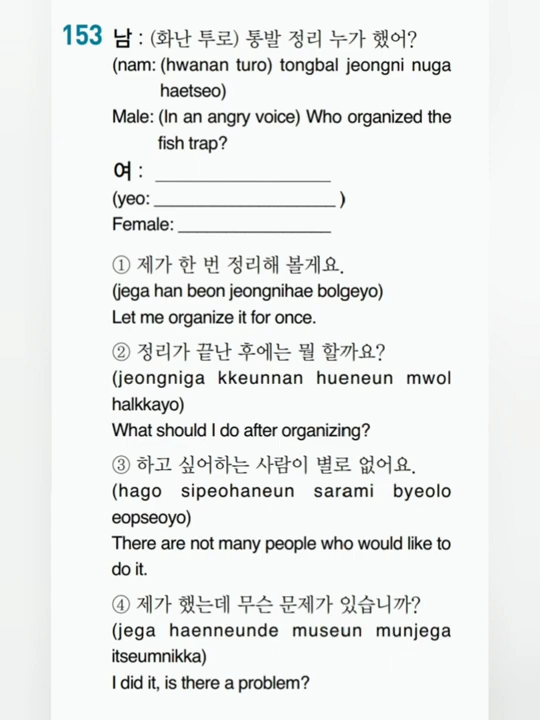 153 남 : (화난 투로) 통발 정리 누가 했어?
(nam: (hwanan turo) tongbal jeongni nuga
haetseo)
Male: (In an angry voice) Who organized the
fish trap?
여 : ____________________
(yeo: ____________________ )
Female: ____________________
① 제가 한 번 정리해 볼게요.
(jega han beon jeongnihae bolgeyo)
Let me organize it for once.
② 정리가 끝난 후에는 뭘 할까요?
(jeongniga kkeunnan hueneun mwol
halkkayo)
What should I do after organizing?
③ 하고 싶어하는 사람이 별로 없어요.
(hago sipeohaneun sarami byeolo
eopseoyo)
There are not many people who would like to
do it.
④ 제가 했는데 무슨 문제가 있습니까?
(jega haenneunde museun munjega
itseumnikka)
I did it, is there a problem?